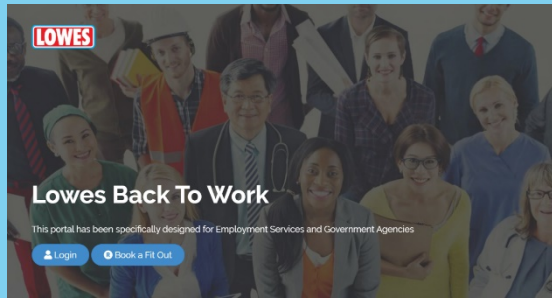 LOWES
Lowes Back To Work
This portal has been specifically designed for Employment Services and Government Agencies
Login
Book a Fit Out